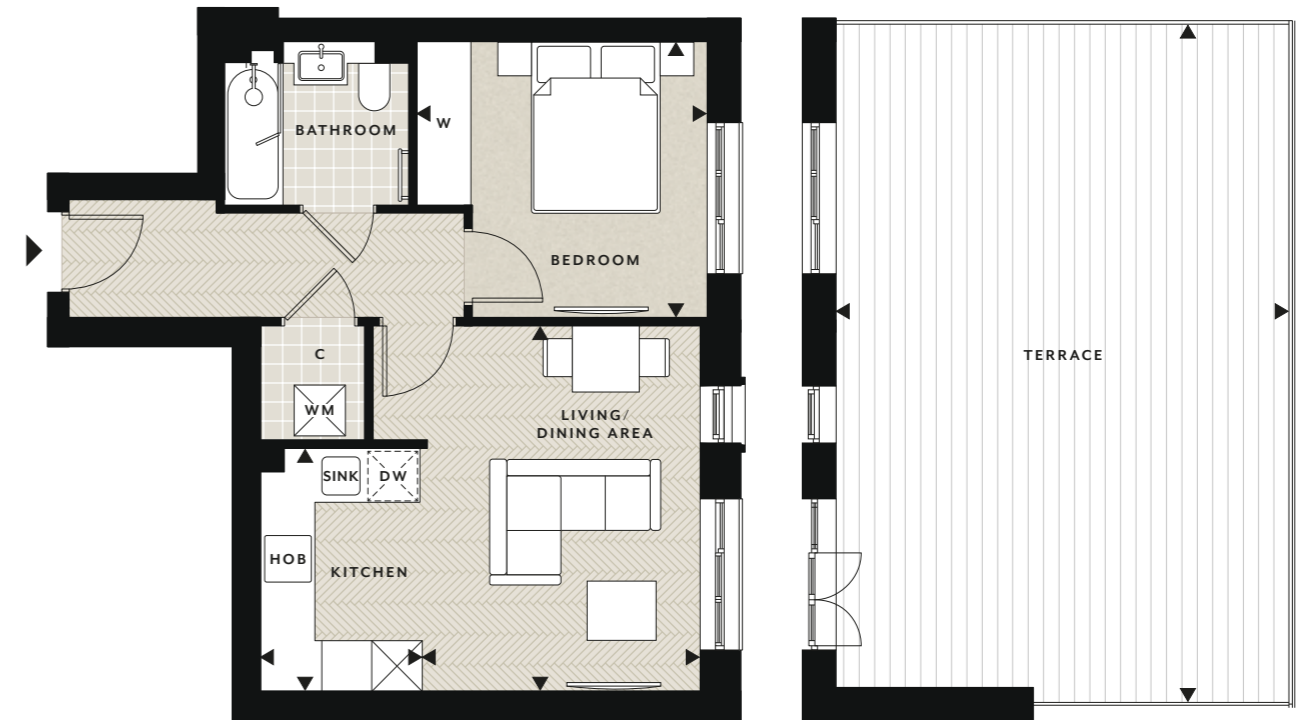 BATHROOM
W
BEDROOM
TERRACE
C
WM
LIVING/
DINING AREA
SINK
DW
HOB
KITCHEN